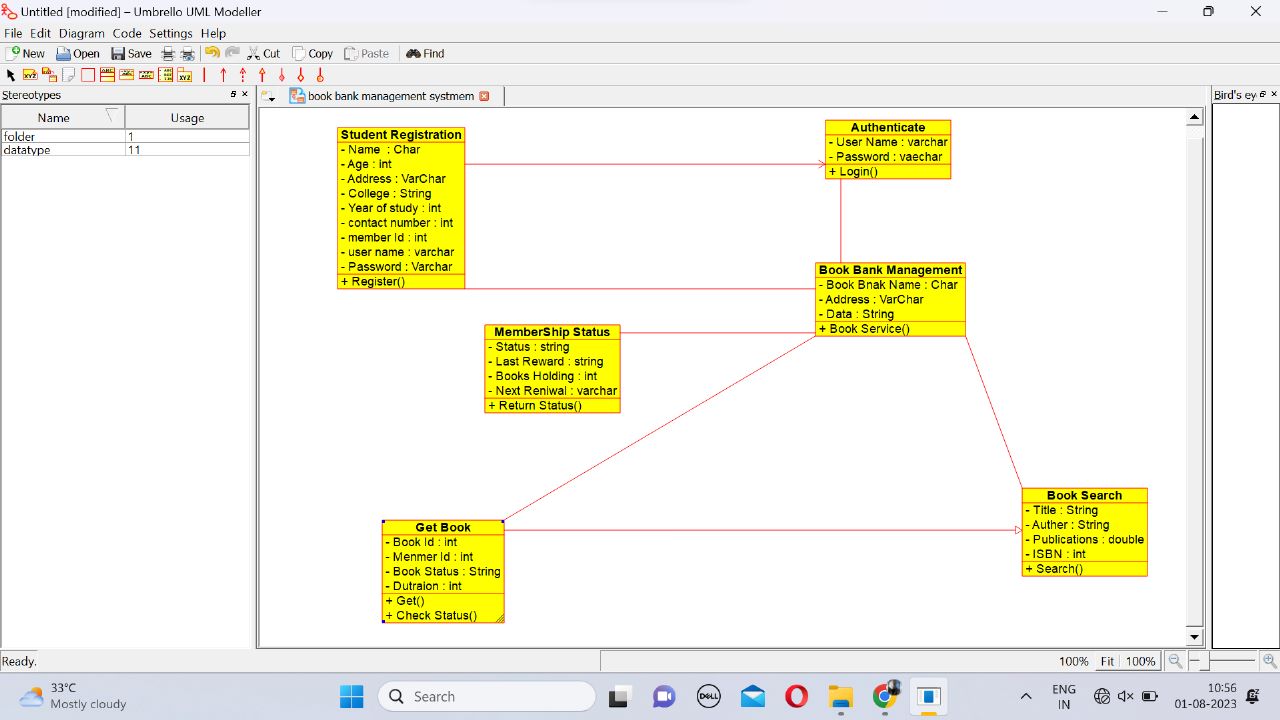 Untitled [modified] – Umbrello UML Modeller
File Edit Diagram Code Settings Help
New Open Save Cut Copy Paste Find
Stereotypes
Name Usage
folder 1
datatype 11
book bank management systmem
Bird's eye
Student Registration
- Name : Char
- Age : int
- Address : VarChar
- College : String
- Year of study : int
- contact number : int
- member Id : int
- user name : varchar
- Password : Varchar
+ Register()
Authenticate
- User Name : varchar
- Password : vaechar
+ Login()
Book Bank Management
- Book Bnak Name : Char
- Address : VarChar
- Data : String
+ Book Service()
MemberShip Status
- Status : string
- Last Reward : string
- Books Holding : int
- Next Reniwal : varchar
+ Return Status()
Get Book
- Book Id : int
- Menmer Id : int
- Book Status : String
- Dutraion : int
+ Get()
+ Check Status()
Book Search
- Title : String
- Auther : String
- Publications : double
- ISBN : int
+ Search()
Ready.
100% Fit 100%
33°C
Mostly cloudy
Search
DELL
ENG
IN
10:56
01-08-2023